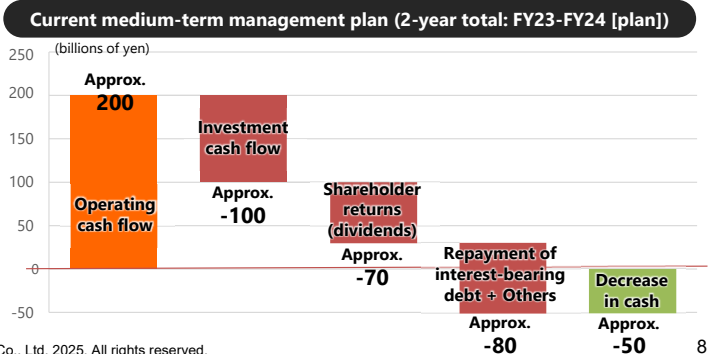 Current medium-term management plan (2-year total: FY23-FY24 [plan])
(billions of yen)
250
200
150
100
50
0
-50
Approx.
200
Operating
cash flow
Investment
cash flow
Approx.
-100
Shareholder
returns
(dividends)
Approx.
-70
Repayment of
interest-bearing
debt + Others
Approx.
-80
Decrease
in cash
Approx.
-50
Co., Ltd. 2025. All rights reserved.
8